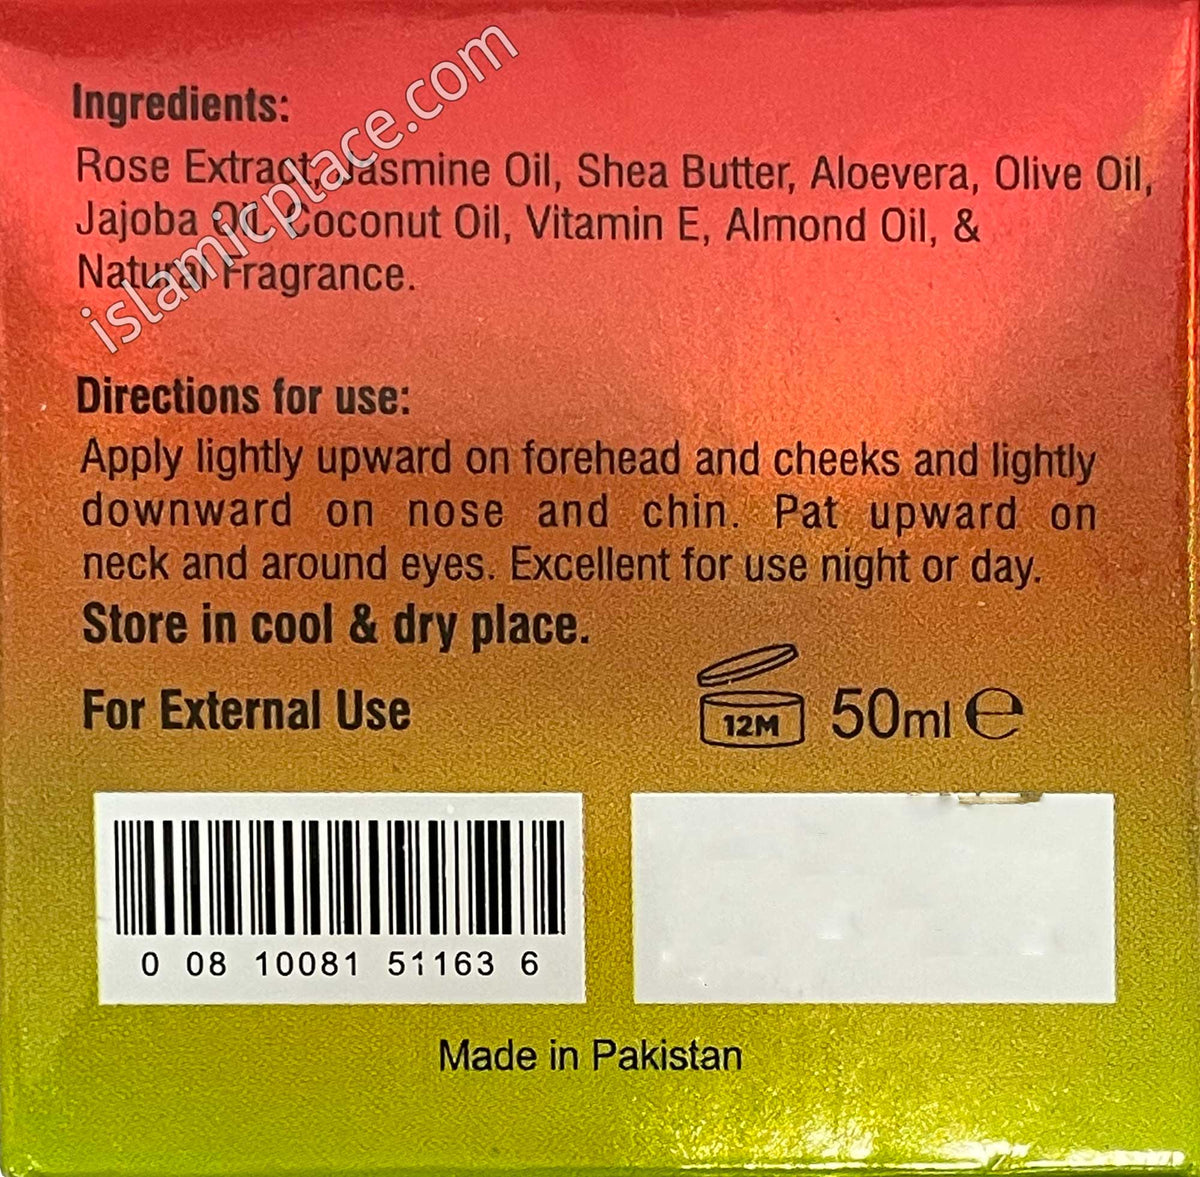 Ingredients:
Rose Extract, Jasmine Oil, Shea Butter, Aloevera, Olive Oil,
Jajoba Oil, Coconut Oil, Vitamin E, Almond Oil, &
Natural Fragrance.
islamicplace.com
Directions for use:
Apply lightly upward on forehead and cheeks and lightly
downward on nose and chin. Pat upward on
neck and around eyes. Excellent for use night or day.
Store in cool & dry place.
For External Use
12M 50ml ℮
0 08 10081 51163 6
Made in Pakistan